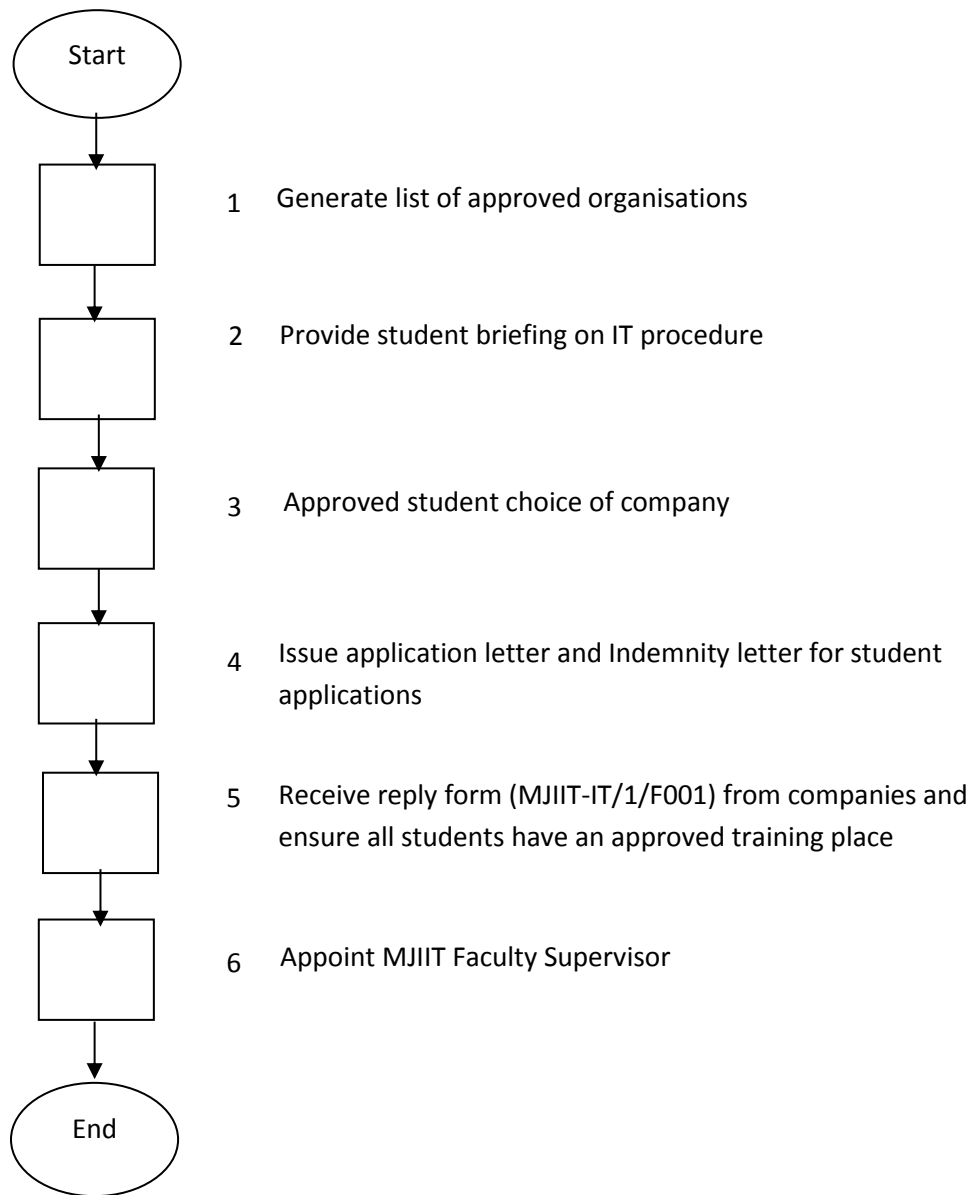 Start
1 Generate list of approved organisations
2 Provide student briefing on IT procedure
3 Approved student choice of company
4 Issue application letter and Indemnity letter for student
applications
5 Receive reply form (MJIIT-IT/1/F001) from companies and
ensure all students have an approved training place
6 Appoint MJIIT Faculty Supervisor
End